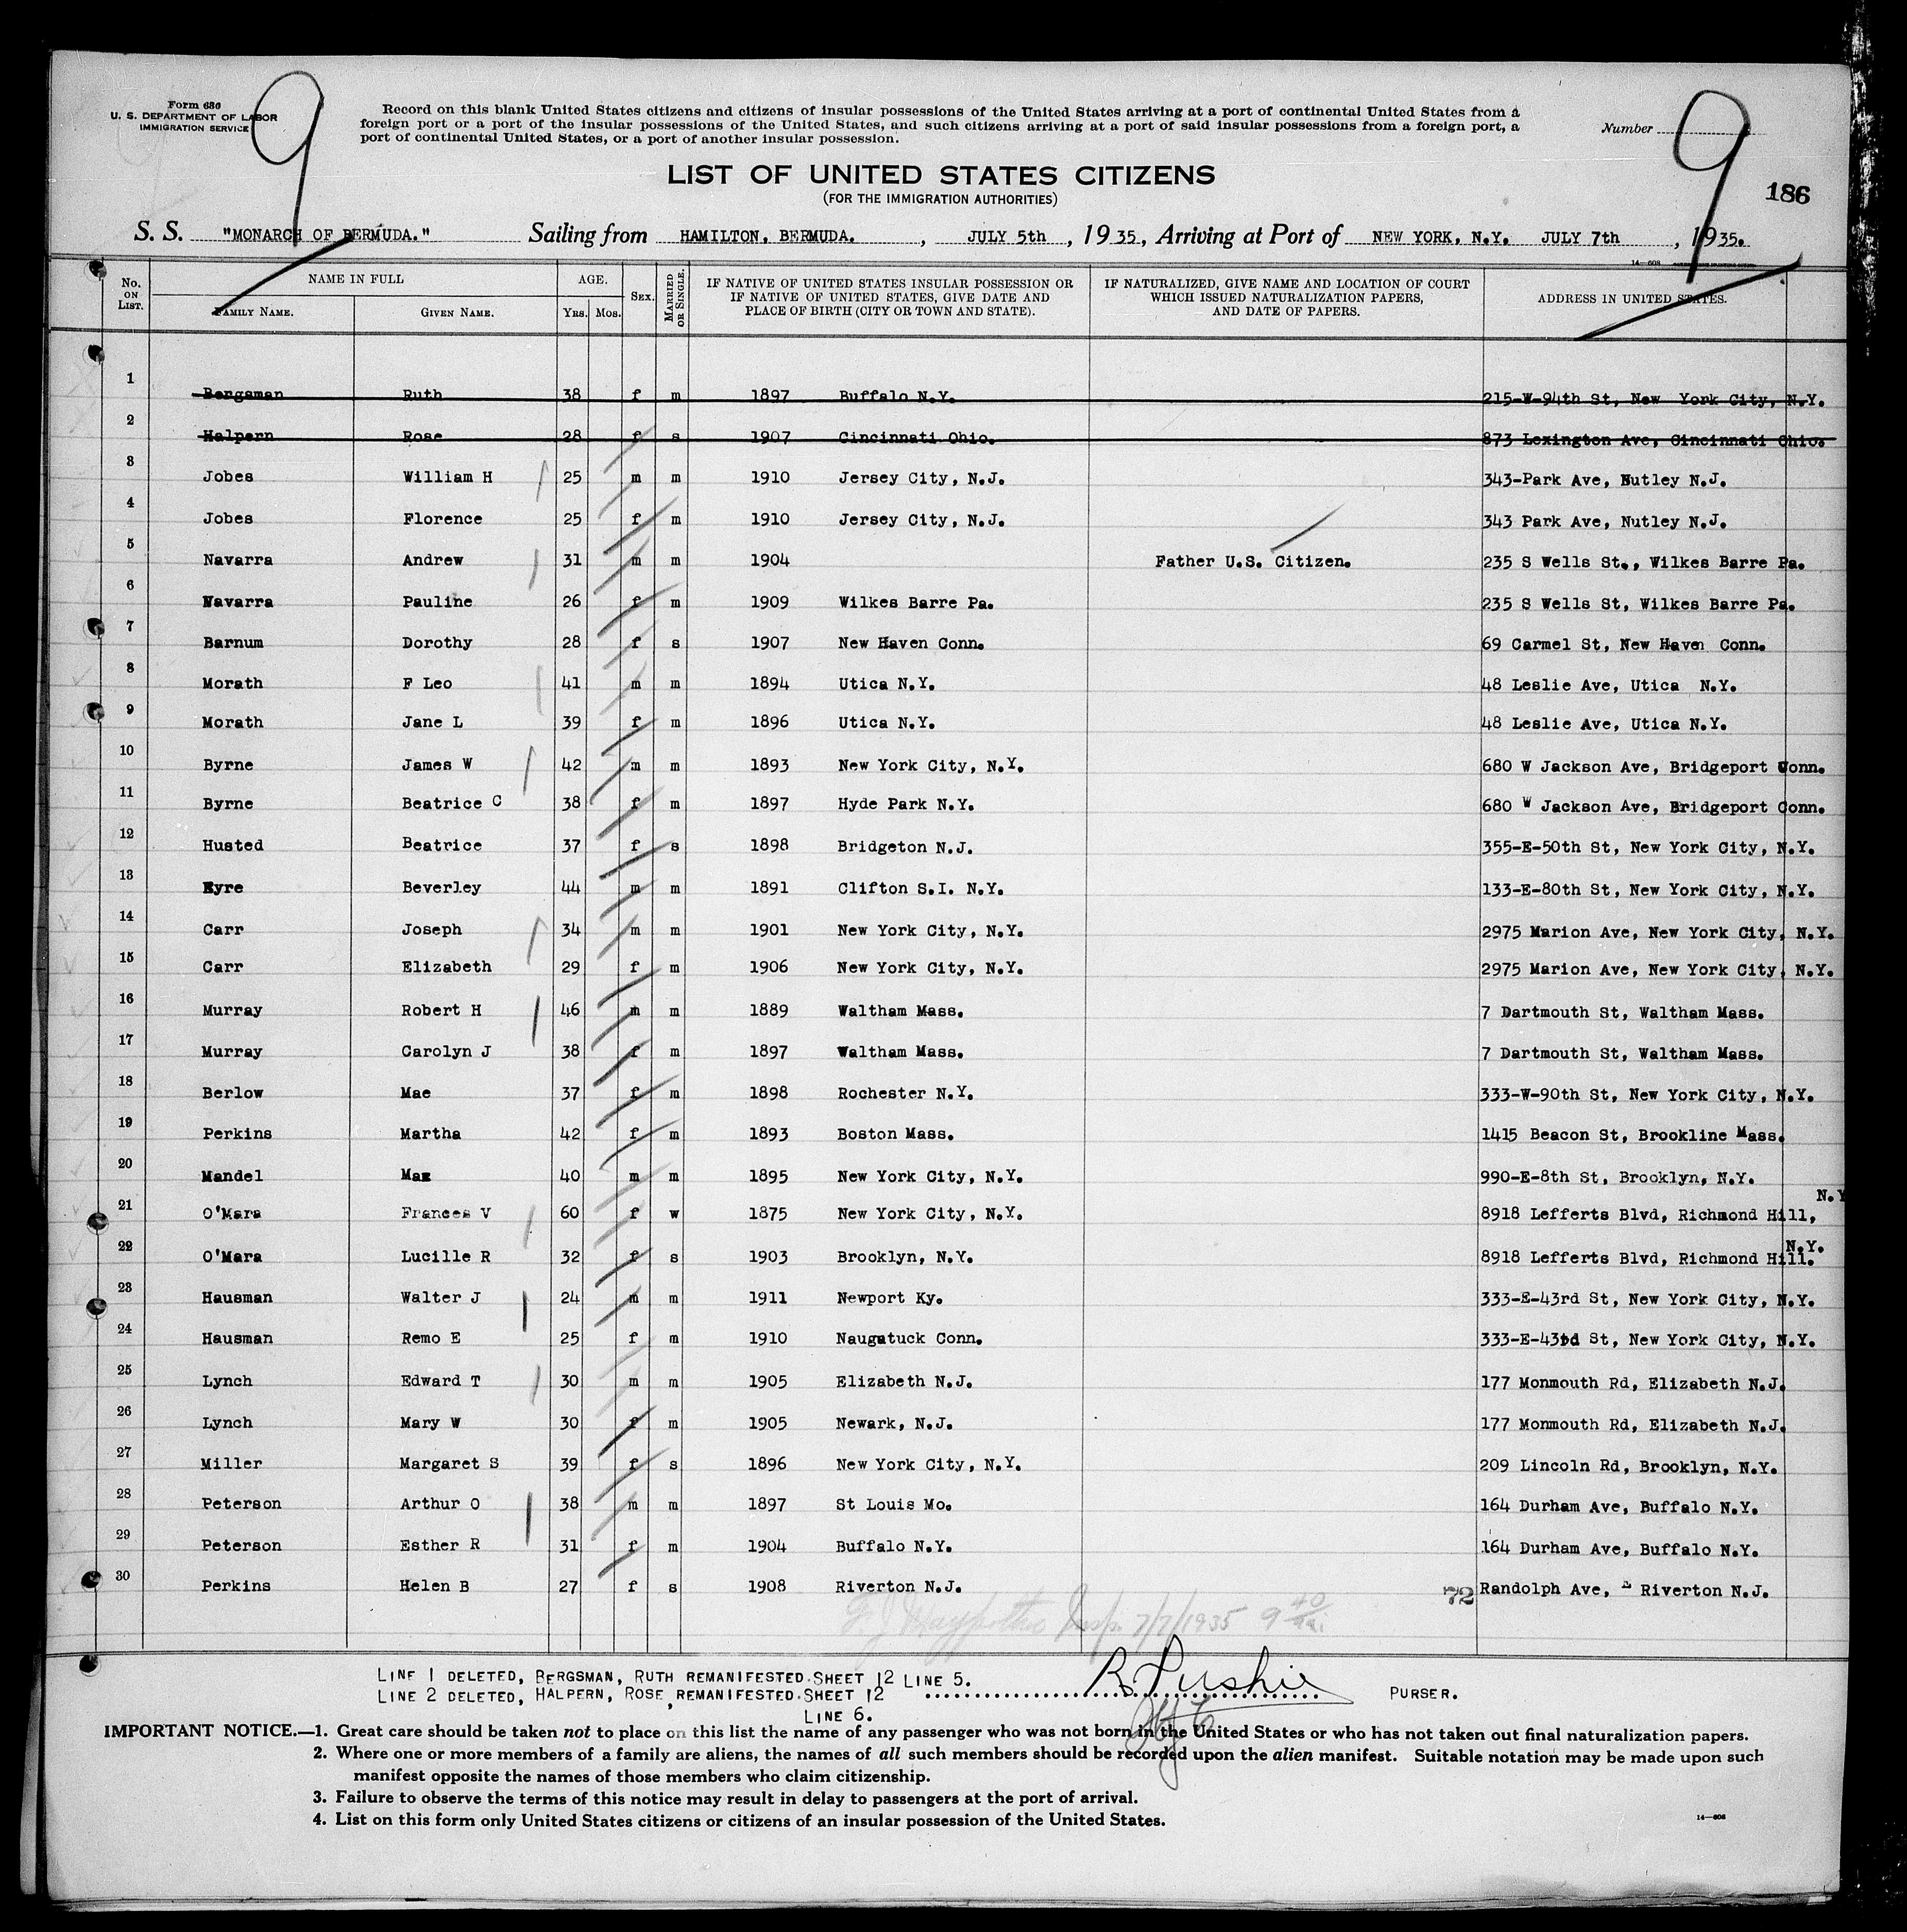 Form 630
U. S. DEPARTMENT OF LABOR
IMMIGRATION SERVICE
9
Record on this blank United States citizens and citizens of insular possessions of the United States arriving at a port of continental United States from a
foreign port or a port of the insular possessions of the United States, and such citizens arriving at a port of said insular possessions from a foreign port, a
port of continental United States, or a port of another insular possession.
Number 9
LIST OF UNITED STATES CITIZENS
(FOR THE IMMIGRATION AUTHORITIES)
186
S. S. "MONARCH OF BERMUDA." Sailing from HAMILTON, BERMUDA. , JULY 5th , 1935., Arriving at Port of NEW YORK, N.Y. JULY 7th , 1935.
14—608
No. ON LIST. NAME IN FULL AGE. SEX. MARRIED OR SINGLE. IF NATIVE OF UNITED STATES INSULAR POSSESSION OR IF NATIVE OF UNITED STATES, GIVE DATE AND PLACE OF BIRTH (CITY OR TOWN AND STATE). IF NATURALIZED, GIVE NAME AND LOCATION OF COURT WHICH ISSUED NATURALIZATION PAPERS, AND DATE OF PAPERS. ADDRESS IN UNITED STATES.
FAMILY NAME. GIVEN NAME. YRS. MOS.
1 Bergsman Ruth 38 f m 1897 Buffalo N.Y. 215-W-94th St, New York City, N.Y.
2 Halpern Rose 28 f s 1907 Cincinnati Ohio. 873 Lexington Ave, Cincinnati Ohio.
3 Jobes William H 25 m m 1910 Jersey City, N.J. 343-Park Ave, Nutley N.J.
4 Jobes Florence 25 f m 1910 Jersey City, N.J. 343 Park Ave, Nutley N.J.
5 Navarra Andrew 31 m m 1904 Father U.S. Citizen. 235 S Wells St., Wilkes Barre Pa.
6 Navarra Pauline 26 f m 1909 Wilkes Barre Pa. 235 S Wells St, Wilkes Barre Pa.
7 Barnum Dorothy 28 f s 1907 New Haven Conn. 69 Carmel St, New Haven Conn.
8 Morath F Leo 41 m m 1894 Utica N.Y. 48 Leslie Ave, Utica N.Y.
9 Morath Jane L 39 f m 1896 Utica N.Y. 48 Leslie Ave, Utica N.Y.
10 Byrne James W 42 m m 1893 New York City, N.Y. 680 W Jackson Ave, Bridgeport Conn.
11 Byrne Beatrice C 38 f m 1897 Hyde Park N.Y. 680 W Jackson Ave, Bridgeport Conn.
12 Husted Beatrice 37 f s 1898 Bridgeton N.J. 355-E-50th St, New York City, N.Y.
13 Eyre Beverley 44 m m 1891 Clifton S.I. N.Y. 133-E-80th St, New York City, N.Y.
14 Carr Joseph 34 m m 1901 New York City, N.Y. 2975 Marion Ave, New York City, N.Y.
15 Carr Elizabeth 29 f m 1906 New York City, N.Y. 2975 Marion Ave, New York City, N.Y.
16 Murray Robert H 46 m m 1889 Waltham Mass. 7 Dartmouth St, Waltham Mass.
17 Murray Carolyn J 38 f m 1897 Waltham Mass. 7 Dartmouth St, Waltham Mass.
18 Berlow Mae 37 f m 1898 Rochester N.Y. 333-W-90th St, New York City, N.Y.
19 Perkins Martha 42 f m 1893 Boston Mass. 1415 Beacon St, Brookline Mass.
20 Mandel Max 40 m m 1895 New York City, N.Y. 990-E-8th St, Brooklyn, N.Y.
21 O'Mara Frances V 60 f w 1875 New York City, N.Y. 8918 Lefferts Blvd, Richmond Hill, N.Y
22 O'Mara Lucille R 32 f s 1903 Brooklyn, N.Y. 8918 Lefferts Blvd, Richmond Hill. N.Y.
23 Hausman Walter J 24 m m 1911 Newport Ky. 333-E-43rd St, New York City, N.Y.
24 Hausman Remo E 25 f m 1910 Naugatuck Conn. 333-E-43rd St, New York City, N.Y.
25 Lynch Edward T 30 m m 1905 Elizabeth N.J. 177 Monmouth Rd, Elizabeth N.J.
26 Lynch Mary W 30 f m 1905 Newark, N.J. 177 Monmouth Rd, Elizabeth N.J.
27 Miller Margaret S 39 f s 1896 New York City, N.Y. 209 Lincoln Rd, Brooklyn, N.Y.
28 Peterson Arthur O 38 m m 1897 St Louis Mo. 164 Durham Ave, Buffalo N.Y.
29 Peterson Esther R 31 f m 1904 Buffalo N.Y. 164 Durham Ave, Buffalo N.Y.
30 Perkins Helen B 27 f s 1908 Riverton N.J. 72 Randolph Ave, Riverton N.J.
Insp. 7/7/1935 9 40
LINE 1 DELETED, BERGSMAN, RUTH REMANIFESTED SHEET 12 LINE 5.
LINE 2 DELETED, HALPERN, ROSE, REMANIFESTED SHEET 12
LINE 6.
PURSER.
IMPORTANT NOTICE.—1. Great care should be taken not to place on this list the name of any passenger who was not born in the United States or who has not taken out final naturalization papers.
2. Where one or more members of a family are aliens, the names of all such members should be recorded upon the alien manifest. Suitable notation may be made upon such
manifest opposite the names of those members who claim citizenship.
3. Failure to observe the terms of this notice may result in delay to passengers at the port of arrival.
4. List on this form only United States citizens or citizens of an insular possession of the United States.
14—608